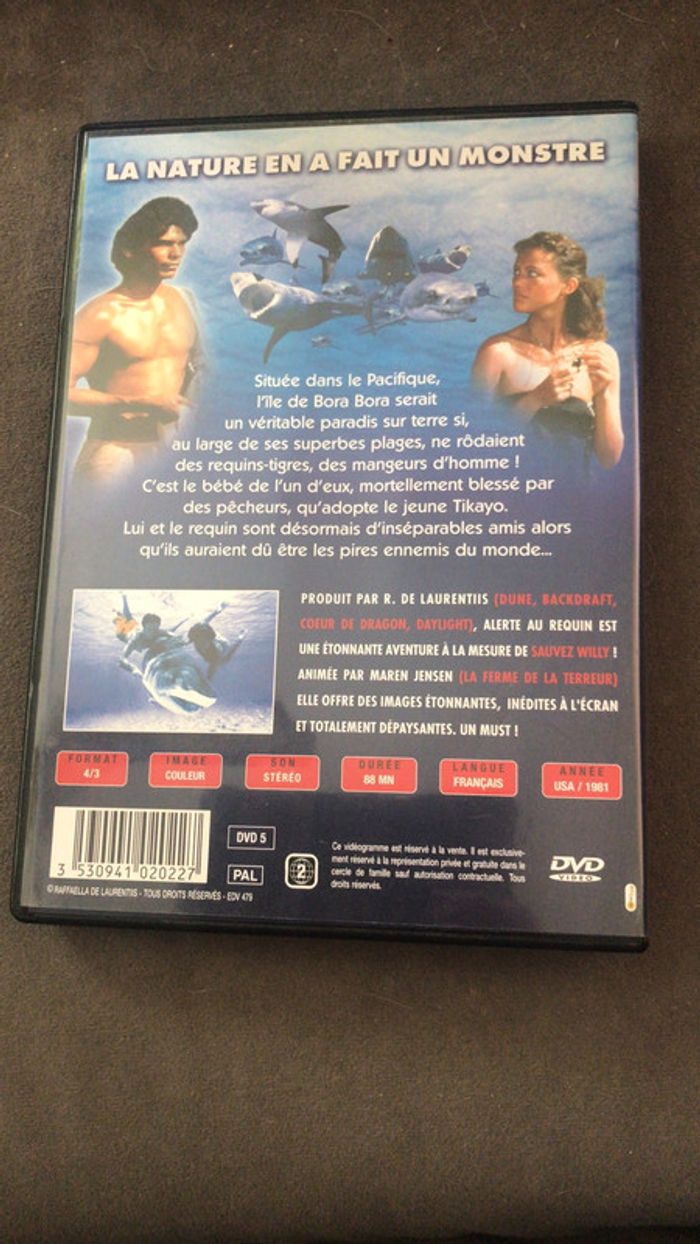 LA NATURE EN A FAIT UN MONSTRE
Située dans le Pacifique,
l'île de Bora Bora serait
un véritable paradis sur terre si,
au large de ses superbes plages, ne rôdaient
des requins-tigres, des mangeurs d'homme !
C'est le bébé de l'un d'eux, mortellement blessé par
des pêcheurs, qu'adopte le jeune Tikayo.
Lui et le requin sont désormais d'inséparables amis alors
qu'ils auraient dû être les pires ennemis du monde...
PRODUIT PAR R. DE LAURENTIIS (DUNE, BACKDRAFT,
COEUR DE DRAGON, DAYLIGHT), ALERTE AU REQUIN EST
UNE ÉTONNANTE AVENTURE À LA MESURE DE SAUVEZ WILLY !
ANIMÉE PAR MAREN JENSEN (LA FERME DE LA TERREUR)
ELLE OFFRE DES IMAGES ÉTONNANTES, INÉDITES À L'ÉCRAN
ET TOTALEMENT DÉPAYSANTES. UN MUST !
FORMAT
4/3
IMAGE
COULEUR
SON
STÉRÉO
DURÉE
88 MN
LANGUE
FRANÇAIS
ANNÉE
USA / 1981
3 530941 020227
DVD 5
PAL
2
Ce vidéogramme est réservé à la vente. Il est exclusive-
ment réservé à la représentation privée et gratuite dans le
cercle de famille sauf autorisation contractuelle. Tous
droits réservés.
DVD
VIDEO
© RAFFAELLA DE LAURENTIIS - TOUS DROITS RÉSERVÉS - EDV 479